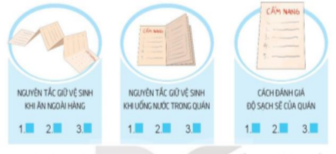 CẨM NANG
CẨM NANG
NGUYÊN TẮC GIỮ VỆ SINH
KHI ĂN NGOÀI HÀNG
1. 2. 3.
NGUYÊN TẮC GIỮ VỆ SINH
KHI UỐNG NƯỚC TRONG QUÁN
1. 2. 3.
CÁCH ĐÁNH GIÁ
ĐỘ SẠCH SẼ CỦA QUÁN
1. 2. 3.